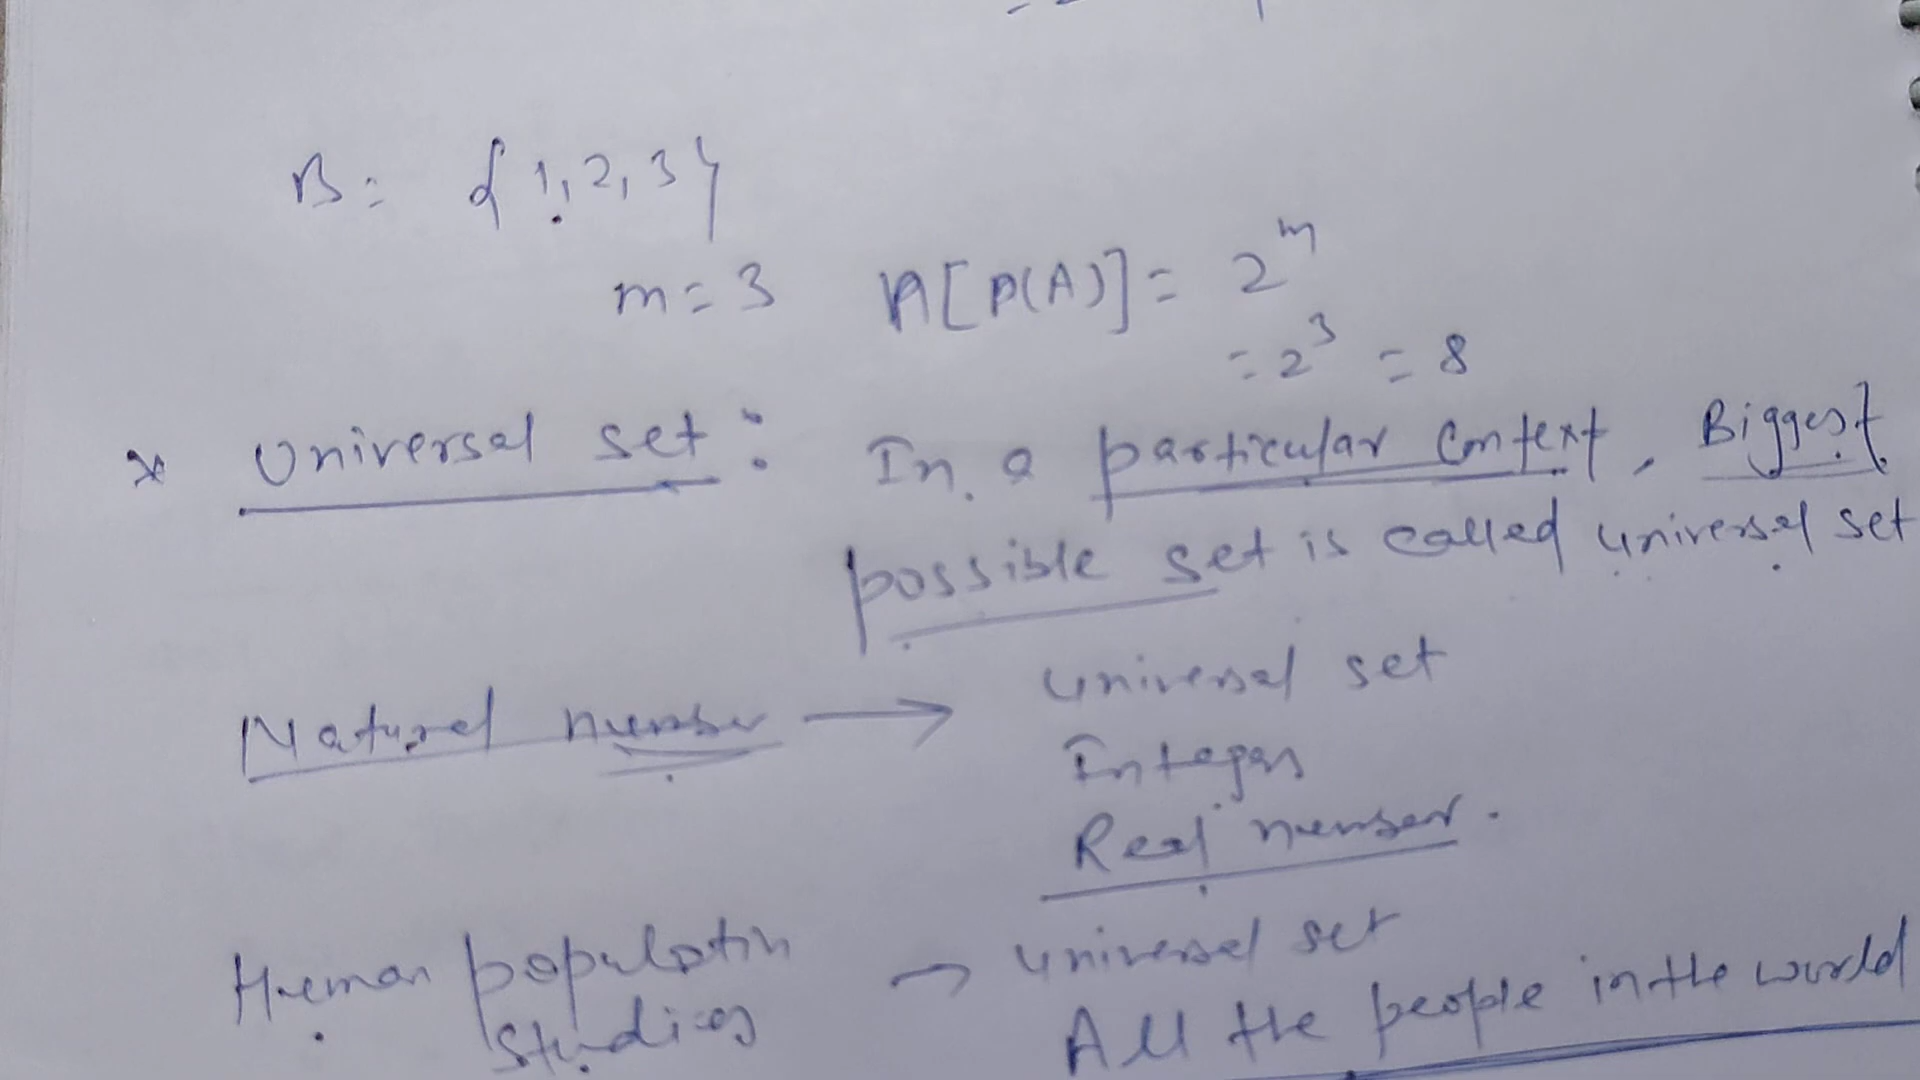 B = {1, 2, 3}
m = 3 n[P(A)] = 2^m
= 2^3 = 8
* Universal set : In a particular Context, Biggest
possible set is called universal set
Natural number → universal set
Integers
Real number.
Human population → universal set
studies All the people in the world